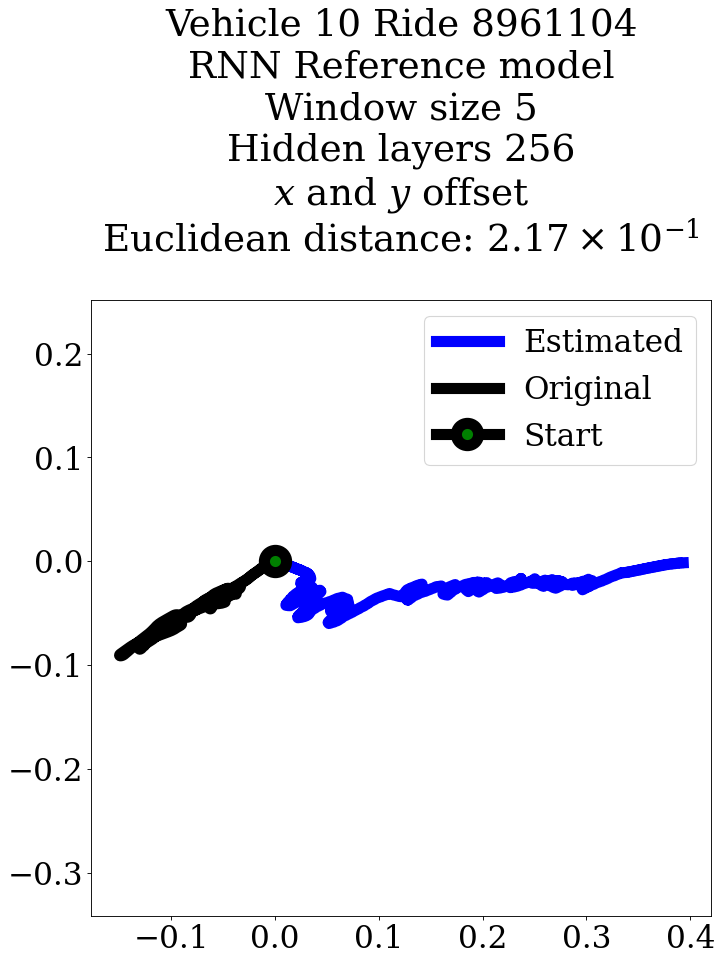 Vehicle 10 Ride 8961104
RNN Reference model
Window size 5
Hidden layers 256
x and y offset
Euclidean distance: 2.17 × 10⁻¹
Estimated
Original
Start
0.2
0.1
0.0
−0.1
−0.2
−0.3
−0.1 0.0 0.1 0.2 0.3 0.4